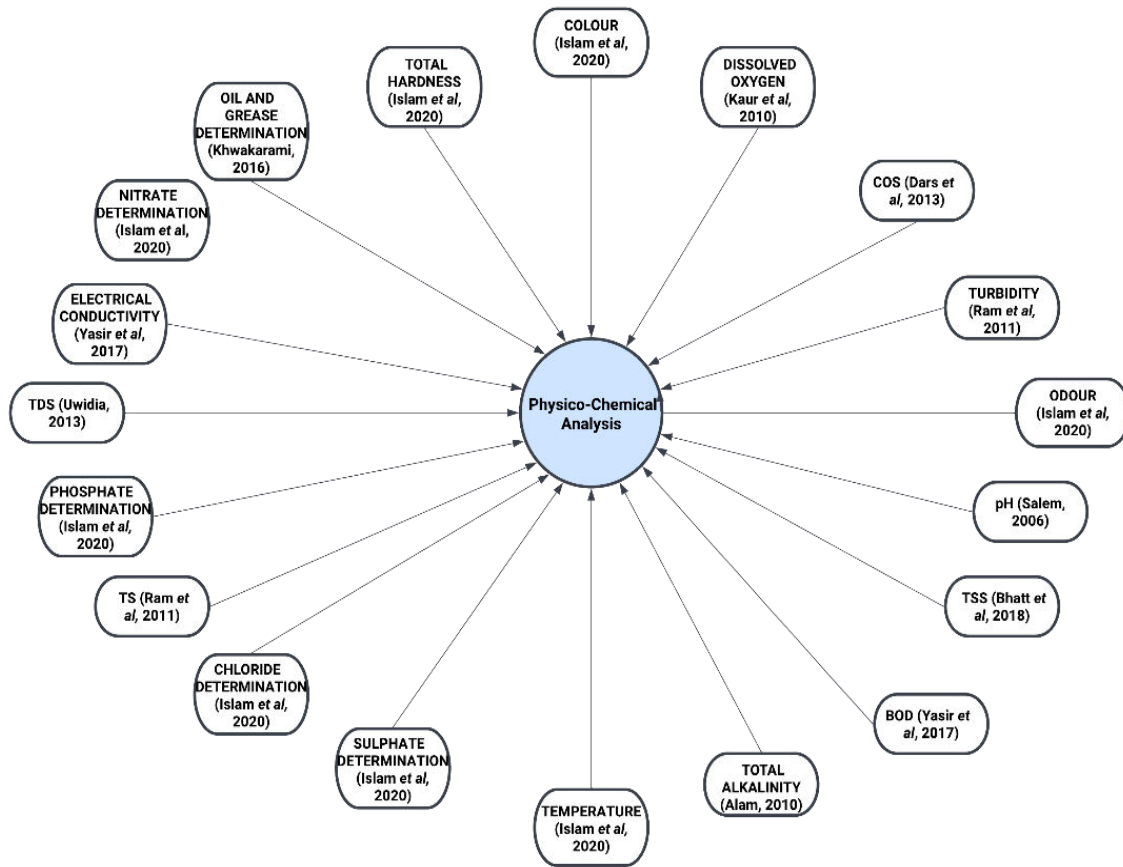 COLOUR
(Islam et al,
2020)
TOTAL
HARDNESS
(Islam et al,
2020)
DISSOLVED
OXYGEN
(Kaur et al,
2010)
OIL AND
GREASE
DETERMINATION
(Khwakarami,
2016)
COS (Dars et
al, 2013)
NITRATE
DETERMINATION
(Islam et al,
2020)
ELECTRICAL
CONDUCTIVITY
(Yasir et al,
2017)
TURBIDITY
(Ram et al,
2011)
TDS (Uwidia,
2013)
Physico-Chemical
Analysis
ODOUR
(Islam et al,
2020)
PHOSPHATE
DETERMINATION
(Islam et al,
2020)
pH (Salem,
2006)
TS (Ram et
al, 2011)
TSS (Bhatt et
al, 2018)
CHLORIDE
DETERMINATION
(Islam et al,
2020)
BOD (Yasir et
al, 2017)
SULPHATE
DETERMINATION
(Islam et al,
2020)
TOTAL
ALKALINITY
(Alam, 2010)
TEMPERATURE
(Islam et al,
2020)